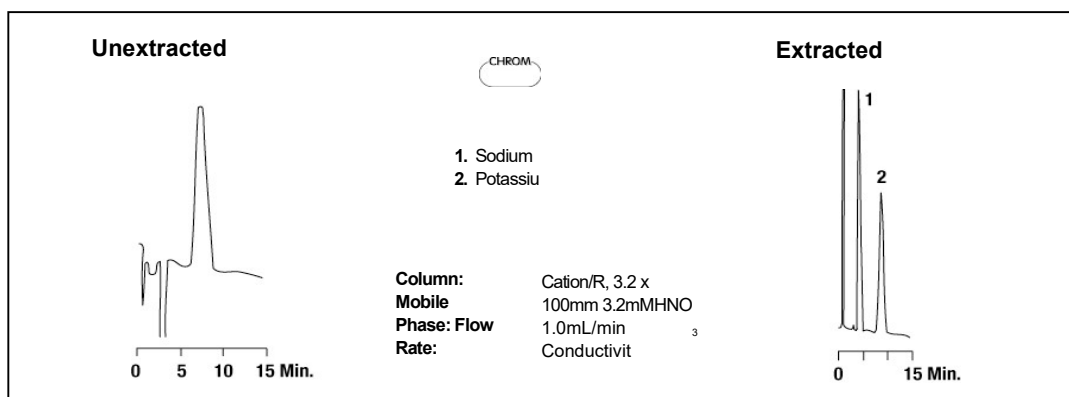 Unextracted
CHROM
Extracted
1. Sodium
2. Potassiu
1
2
Column: Cation/R, 3.2 x
Mobile 100mm 3.2mMHNO
Phase: Flow 1.0mL/min 3
Rate: Conductivit
0 5 10 15 Min.
0 15 Min.